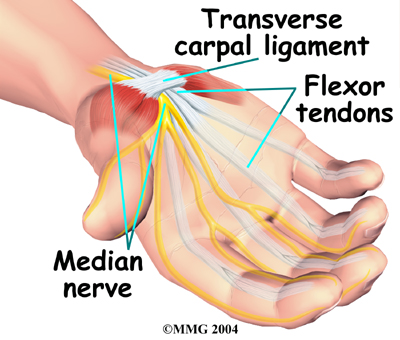 Transverse
carpal ligament
Flexor
tendons
Median
nerve
©MMG 2004